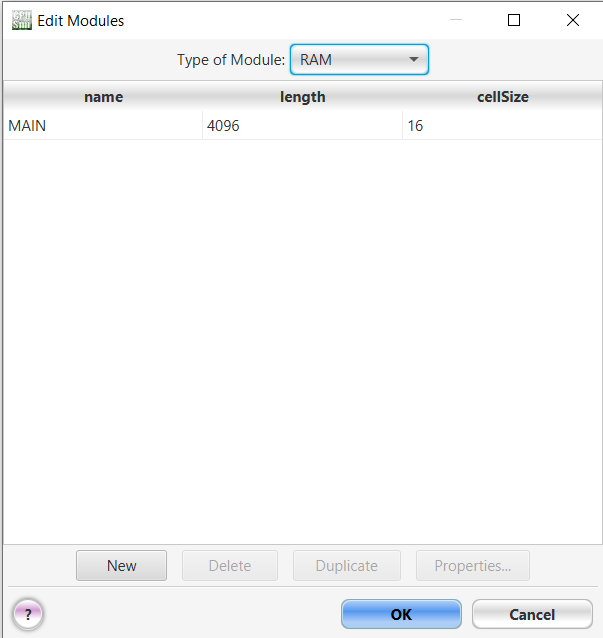 Edit Modules
Type of Module: RAM
name length cellSize
MAIN 4096 16
New Delete Duplicate Properties...
? OK Cancel